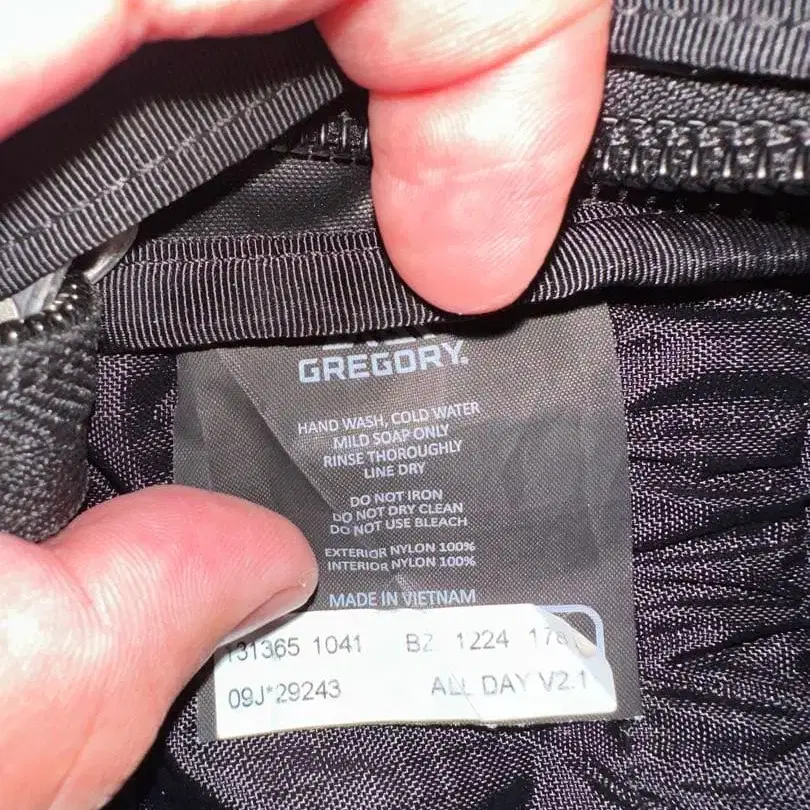 GREGORY.
HAND WASH, COLD WATER
MILD SOAP ONLY
RINSE THOROUGHLY
LINE DRY
DO NOT IRON
DO NOT DRY CLEAN
DO NOT USE BLEACH
EXTERIOR NYLON 100%
INTERIOR NYLON 100%
MADE IN VIETNAM
131365 1041 BZ 1224
09J*29243 ALL DAY V2.1